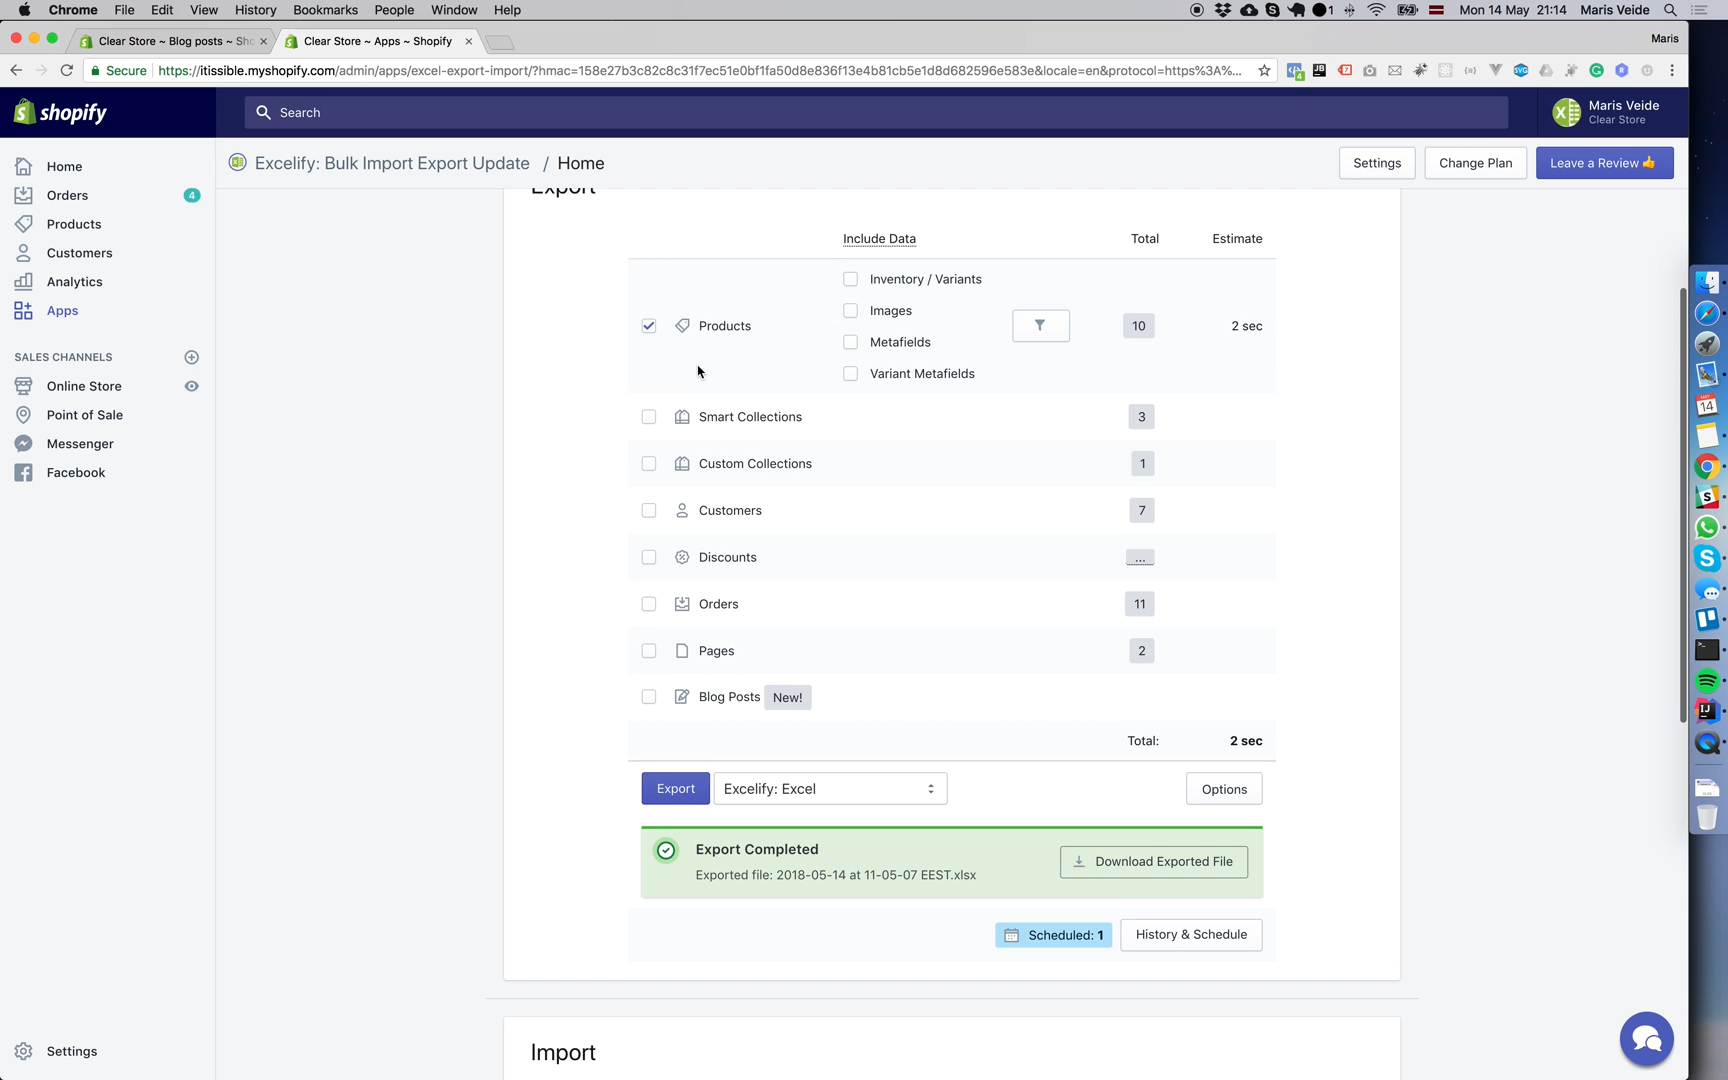 Chrome File Edit View History Bookmarks People Window Help
1
Mon 14 May 21:14 Maris Veide
Clear Store ~ Blog posts ~ Sho
Clear Store ~ Apps ~ Shopify
Maris
Secure https://itissible.myshopify.com/admin/apps/excel-export-import/?hmac=158e27b3c82c8c31f7ec51e0bf1fa50d8e836f13e4b81cb5e1d8d682596e583e&locale=en&protocol=https%3A%...
shopify
Search
Maris Veide
Clear Store
Excelify: Bulk Import Export Update / Home
Settings
Change Plan
Leave a Review 👍
Home
Orders 4
Products
Customers
Analytics
Apps
SALES CHANNELS
Online Store
Point of Sale
Messenger
Facebook
Settings
Export
Include Data Total Estimate
Products
Inventory / Variants
Images
Metafields
Variant Metafields
10 2 sec
Smart Collections 3
Custom Collections 1
Customers 7
Discounts ...
Orders 11
Pages 2
Blog Posts New!
Total: 2 sec
Export
Excelify: Excel
Options
Export Completed
Exported file: 2018-05-14 at 11-05-07 EEST.xlsx
Download Exported File
Scheduled: 1
History & Schedule
Import
14